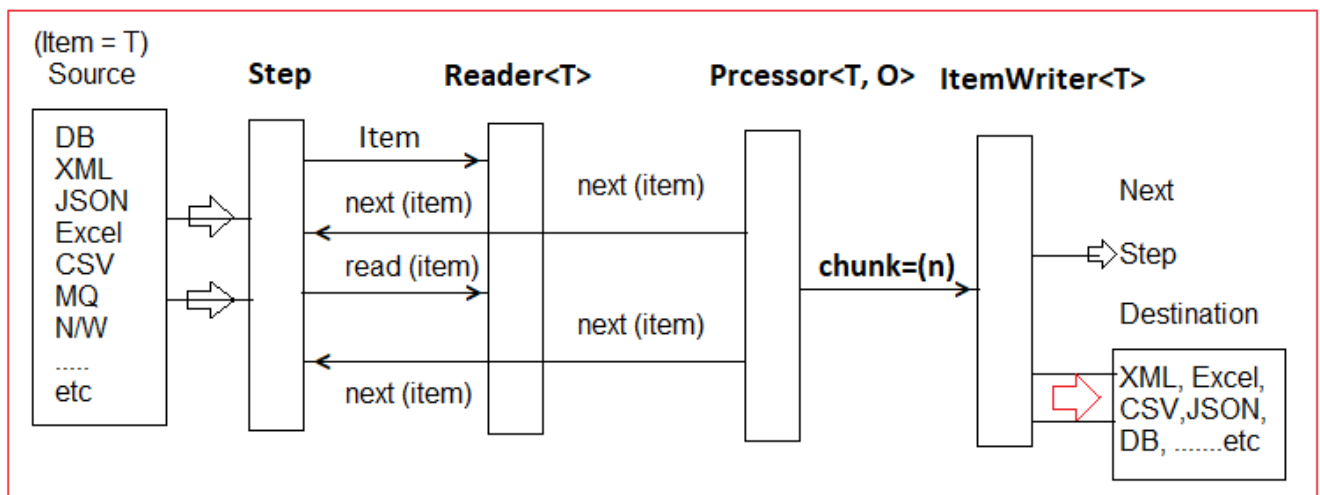 (Item = T)
Source
Step
Reader<T>
Prcessor<T, O>
ItemWriter<T>
DB
XML
JSON
Excel
CSV
MQ
N/W
.....
etc
Item
next (item)
read (item)
next (item)
next (item)
next (item)
chunk=(n)
Next
Step
Destination
XML, Excel,
CSV,JSON,
DB, .......etc